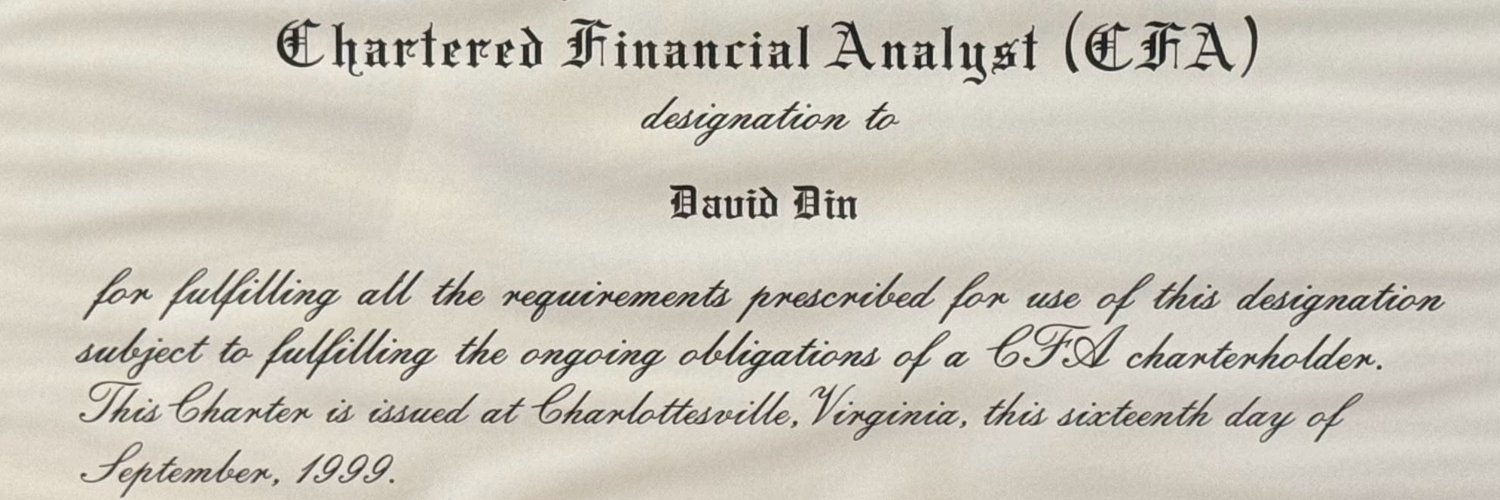 Chartered Financial Analyst (CFA)
designation to
David Din
for fulfilling all the requirements prescribed for use of this designation
subject to fulfilling the ongoing obligations of a CFA charterholder.
This Charter is issued at Charlottesville, Virginia, this sixteenth day of
September, 1999.